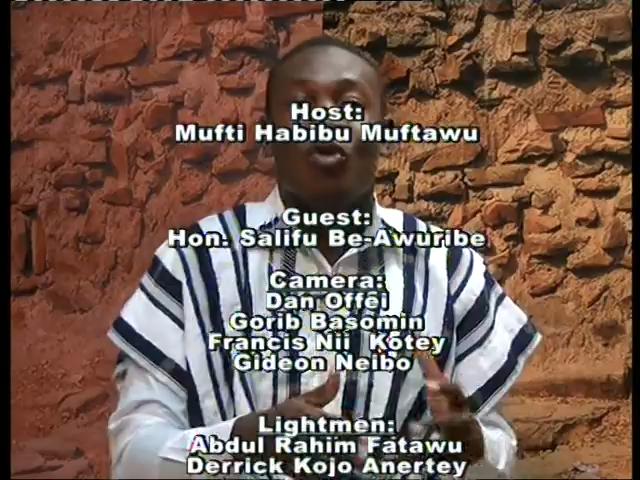 Host:
Mufti Habibu Muftawu
Guest:
Hon. Salifu Be-Awuribe
Camera:
Dan Offei
Gorib Basomin
Francis Nii Kotey
Gideon Neibo
Lightmen:
Abdul Rahim Fatawu
Derrick Kojo Anertey